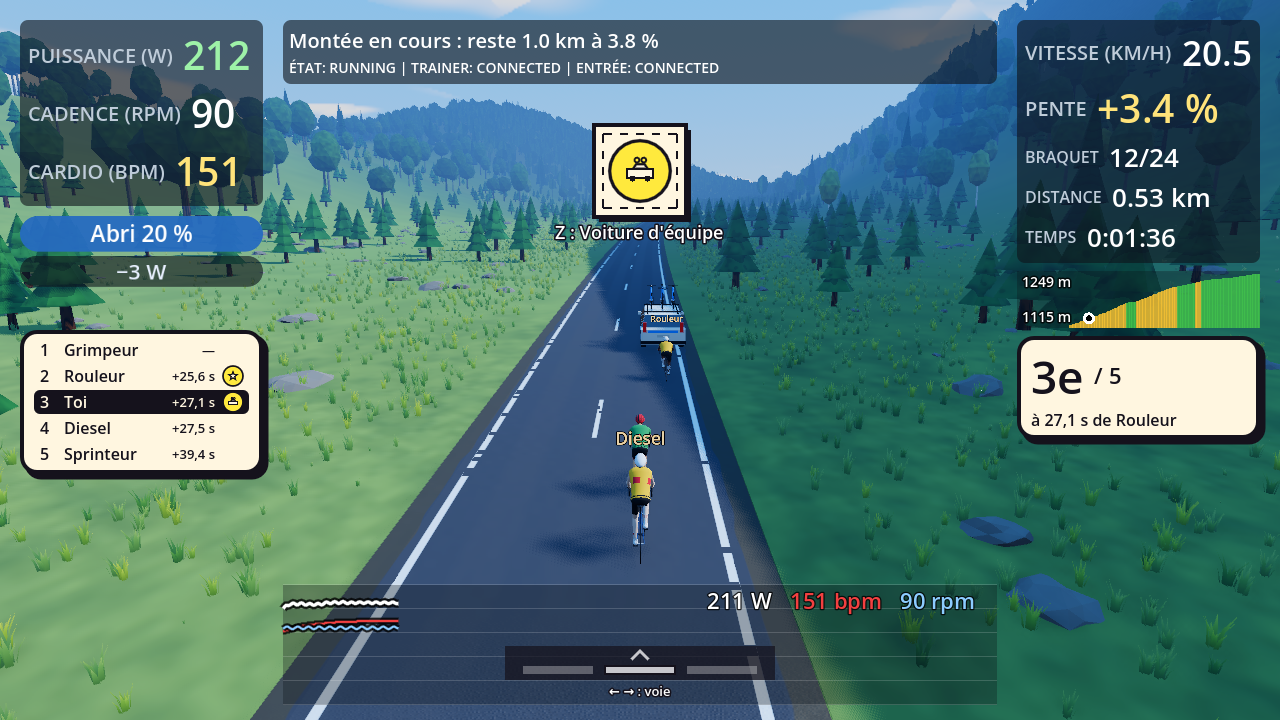 PUISSANCE (W) 212
CADENCE (RPM) 90
CARDIO (BPM) 151
Abri 20 %
−3 W
1 Grimpeur —
2 Rouleur +25,6 s
3 Toi +27,1 s
4 Diesel +27,5 s
5 Sprinteur +39,4 s
Montée en cours : reste 1.0 km à 3.8 %
ÉTAT: RUNNING | TRAINER: CONNECTED | ENTRÉE: CONNECTED
Z : Voiture d'équipe
Rouleur
Diesel
VITESSE (KM/H) 20.5
PENTE +3.4 %
BRAQUET 12/24
DISTANCE 0.53 km
TEMPS 0:01:36
1249 m
1115 m
3e / 5
à 27,1 s de Rouleur
211 W 151 bpm 90 rpm
← → : voie